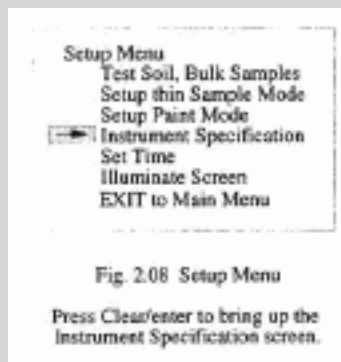 Setup Menu
Test Soil, Bulk Samples
Setup thin Sample Mode
Setup Paint Mode
Instrument Specification
Set Time
Illuminate Screen
EXIT to Main Menu
Fig. 2.08 Setup Menu
Press Clear/enter to bring up the
Instrument Specification screen.